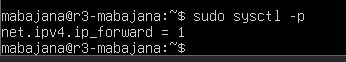 mabajana@r3-mabajana:~$ sudo sysctl -p
net.ipv4.ip_forward = 1
mabajana@r3-mabajana:~$